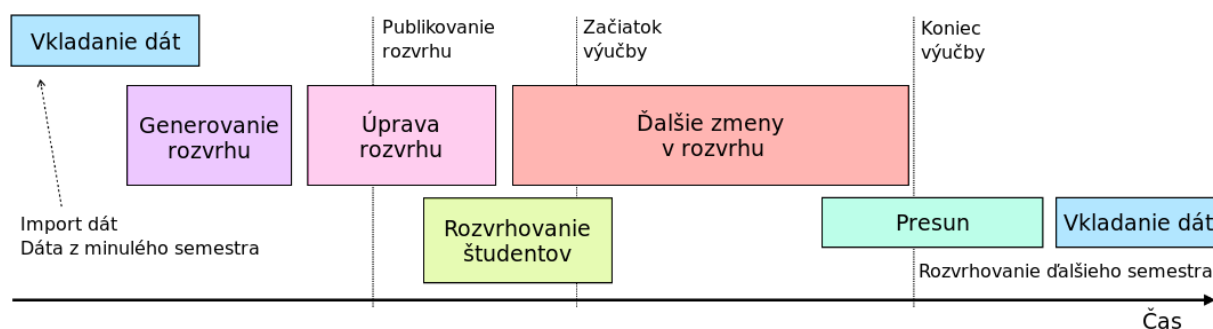 Vkladanie dát
Publikovanie
rozvrhu
Začiatok
výučby
Koniec
výučby
Generovanie
rozvrhu
Úprava
rozvrhu
Ďalšie zmeny
v rozvrhu
Import dát
Dáta z minulého semestra
Rozvrhovanie
študentov
Presun
Vkladanie dát
Rozvrhovanie ďalšieho semestra
Čas